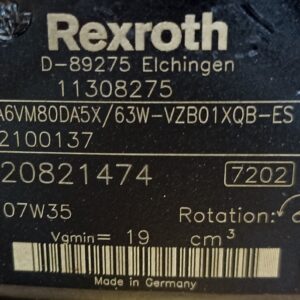 Rexroth
D-89275 Elchingen
11308275
A6VM80DA5X/63W-VZB01XQB-ES
2100137
20821474
7202
07W35
Rotation:
Vgmin= 19 cm³
Made in Germany